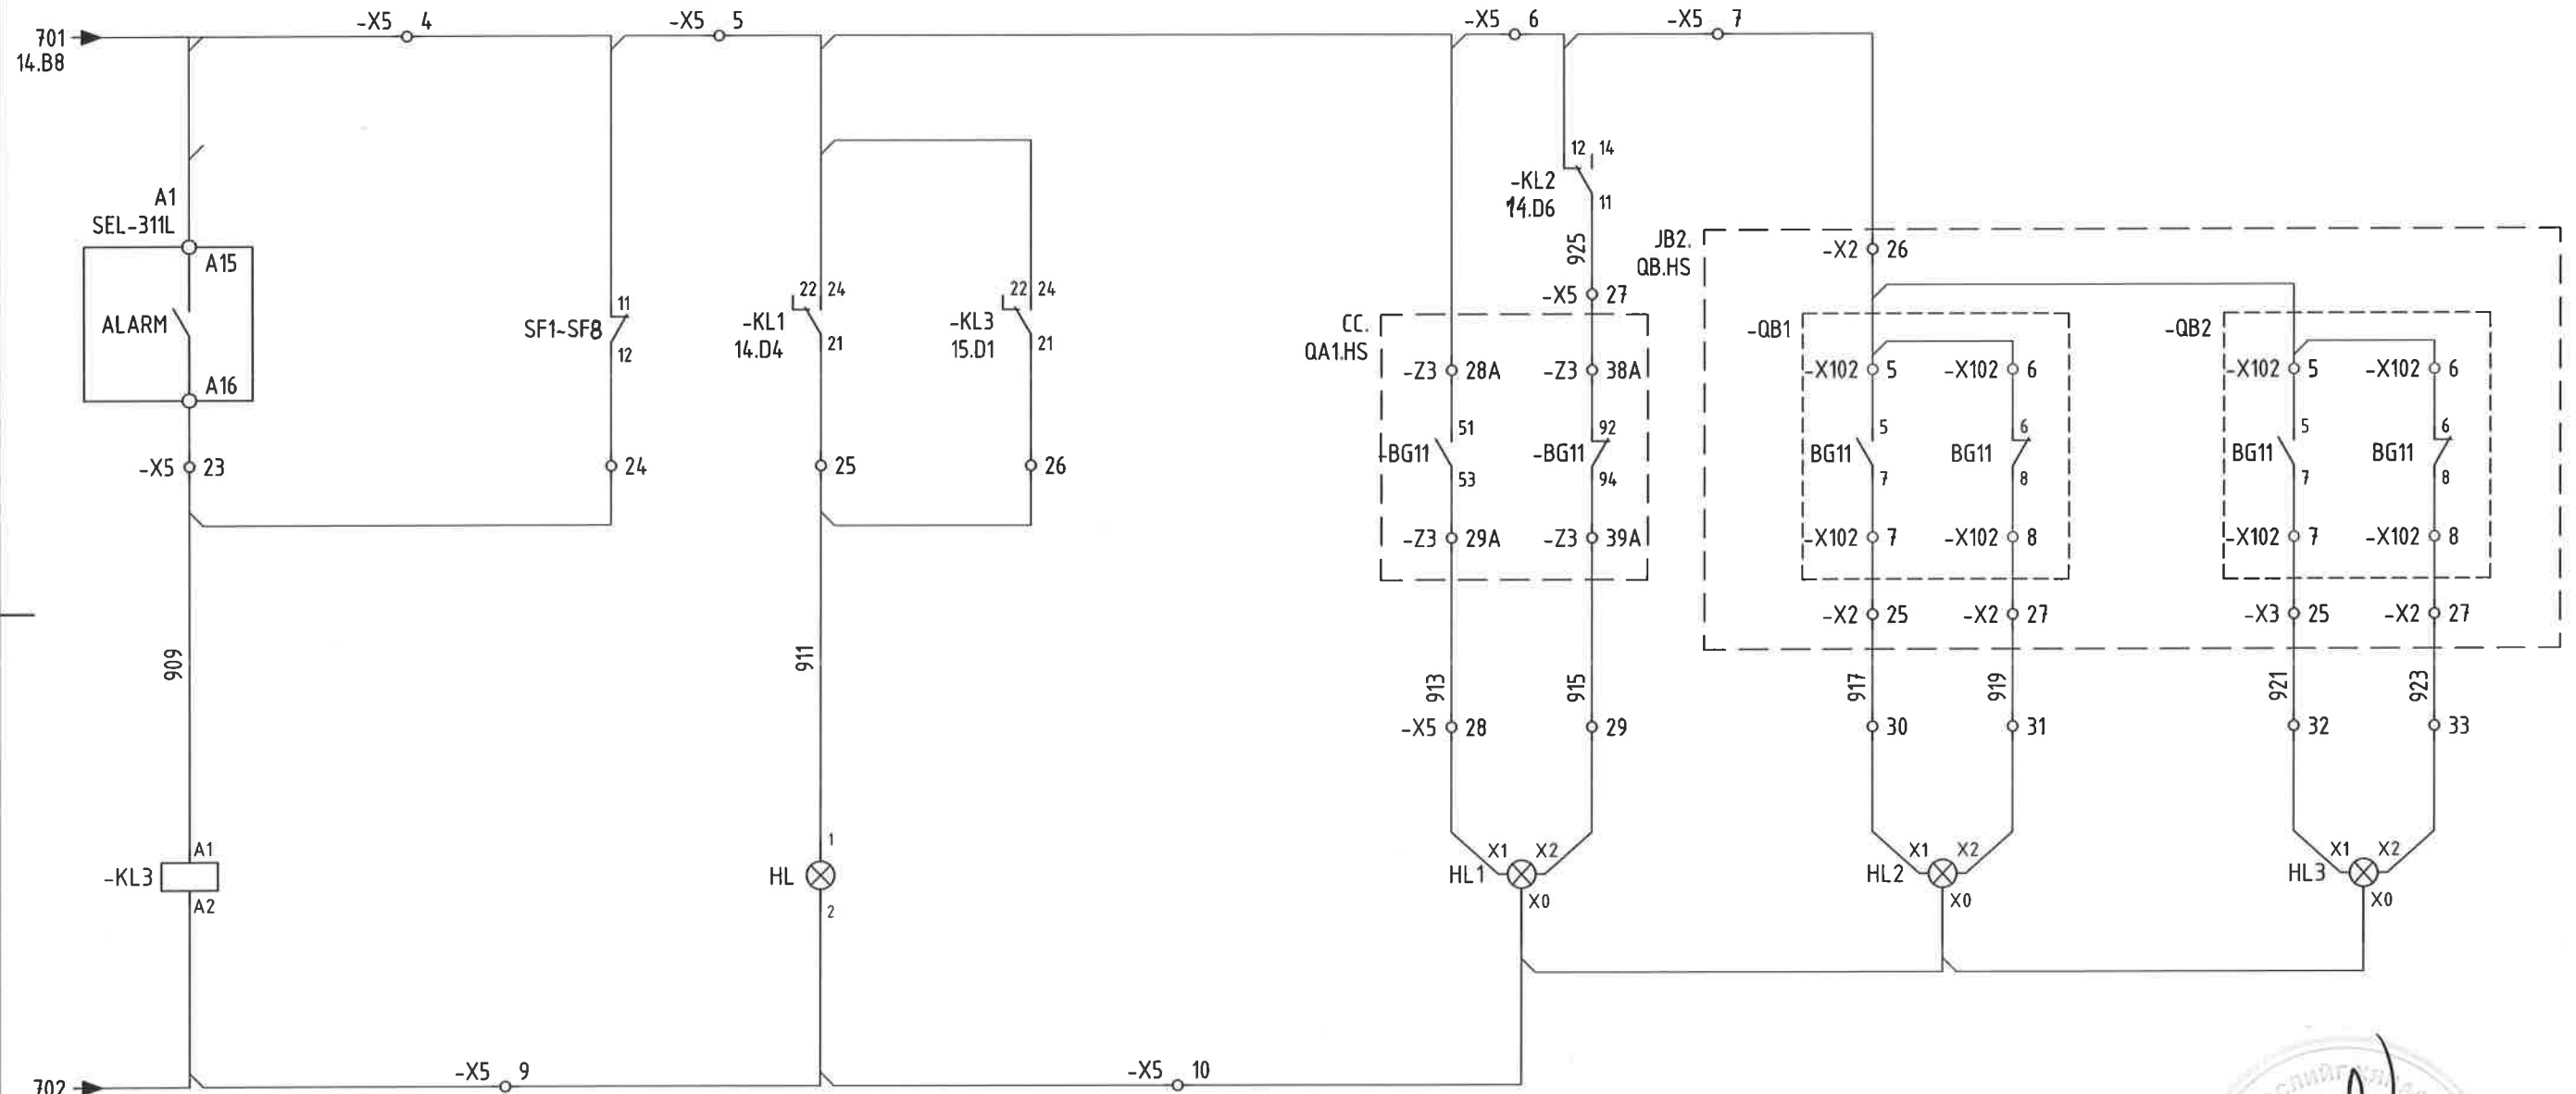 -X5 4
-X5 5
-X5 6
-X5 7
701
14.B8
12 14
-KL2
14.D6
11
A1
SEL-311L
A15
ALARM
A16
925
JB2.
QB.HS
-X2 26
-X5 27
11
SF1~SF8
12
22 24
-KL1
14.D4
21
22 24
-KL3
15.D1
21
CC.
QA1.HS
-QB1
-QB2
-Z3 28A
-Z3 38A
-X102 5
-X102 6
-X102 5
-X102 6
51
-BG11
53
92
-BG11
94
5
BG11
7
6
BG11
8
5
BG11
7
6
BG11
8
-X5 23
24
25
26
-Z3 29A
-Z3 39A
-X102 7
-X102 8
-X102 7
-X102 8
-X2 25
-X2 27
-X3 25
-X2 27
909
911
913
915
917
919
921
923
-X5 28
29
30
31
32
33
A1
-KL3
A2
1
HL
2
X1 X2
HL1
X0
X1 X2
HL2
X0
X1 X2
HL3
X0
-X5 9
-X5 10
702